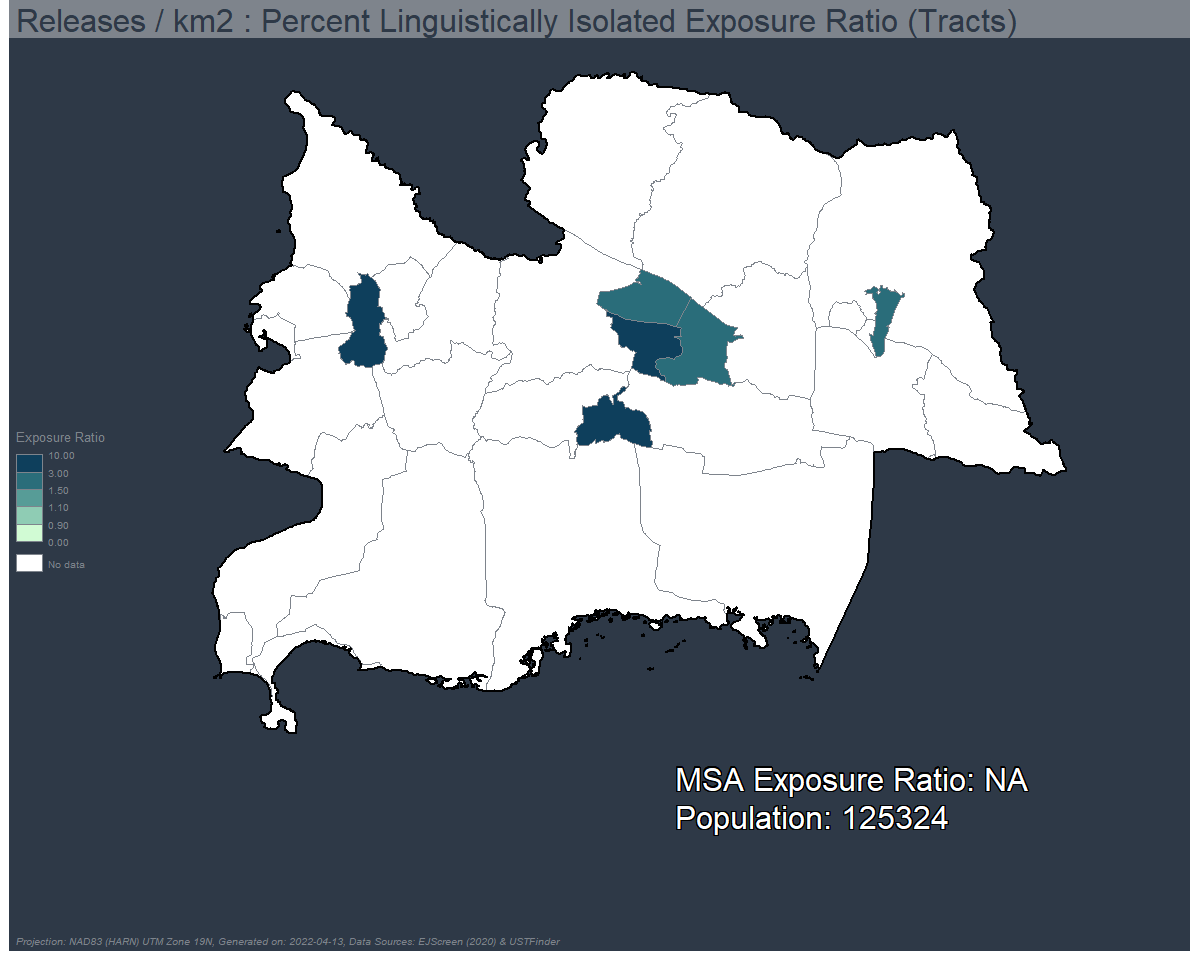 Releases / km2 : Percent Linguistically Isolated Exposure Ratio (Tracts)
Exposure Ratio
10.00
3.00
1.50
1.10
0.90
0.00
No data
MSA Exposure Ratio: NA
Population: 125324
Projection: NAD83 (HARN) UTM Zone 19N, Generated on: 2022-04-13, Data Sources: EJScreen (2020) & USTFinder